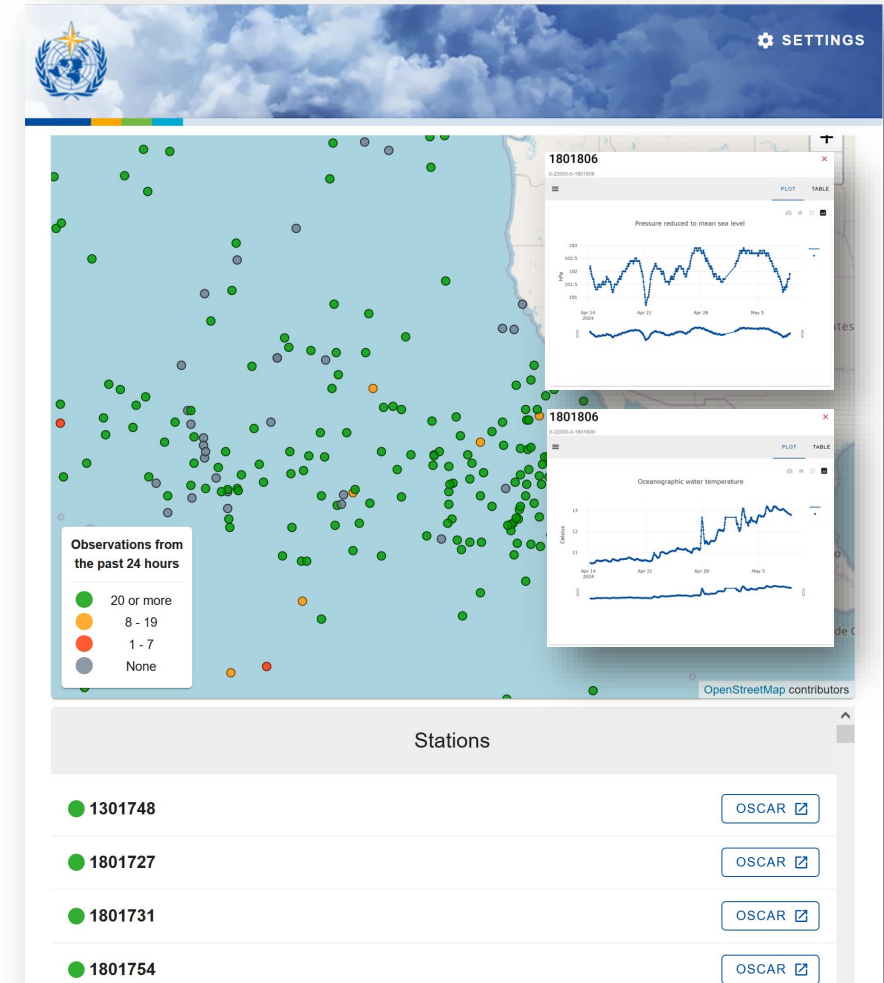 SETTINGS
+
1801806
×
0-22000-0-1801806
PLOT
TABLE
Pressure reduced to mean sea level
103
102.5
102
101.5
101
hPa
Apr 14
2024
Apr 21
Apr 28
May 5
tes
1801806
×
0-22000-0-1801806
PLOT
TABLE
Oceanographic water temperature
13
12
11
Celsius
Apr 14
2024
Apr 21
Apr 28
May 5
Observations from
the past 24 hours
20 or more
8 - 19
1 - 7
None
OpenStreetMap contributors
Stations
1301748
OSCAR
1801727
OSCAR
1801731
OSCAR
1801754
OSCAR